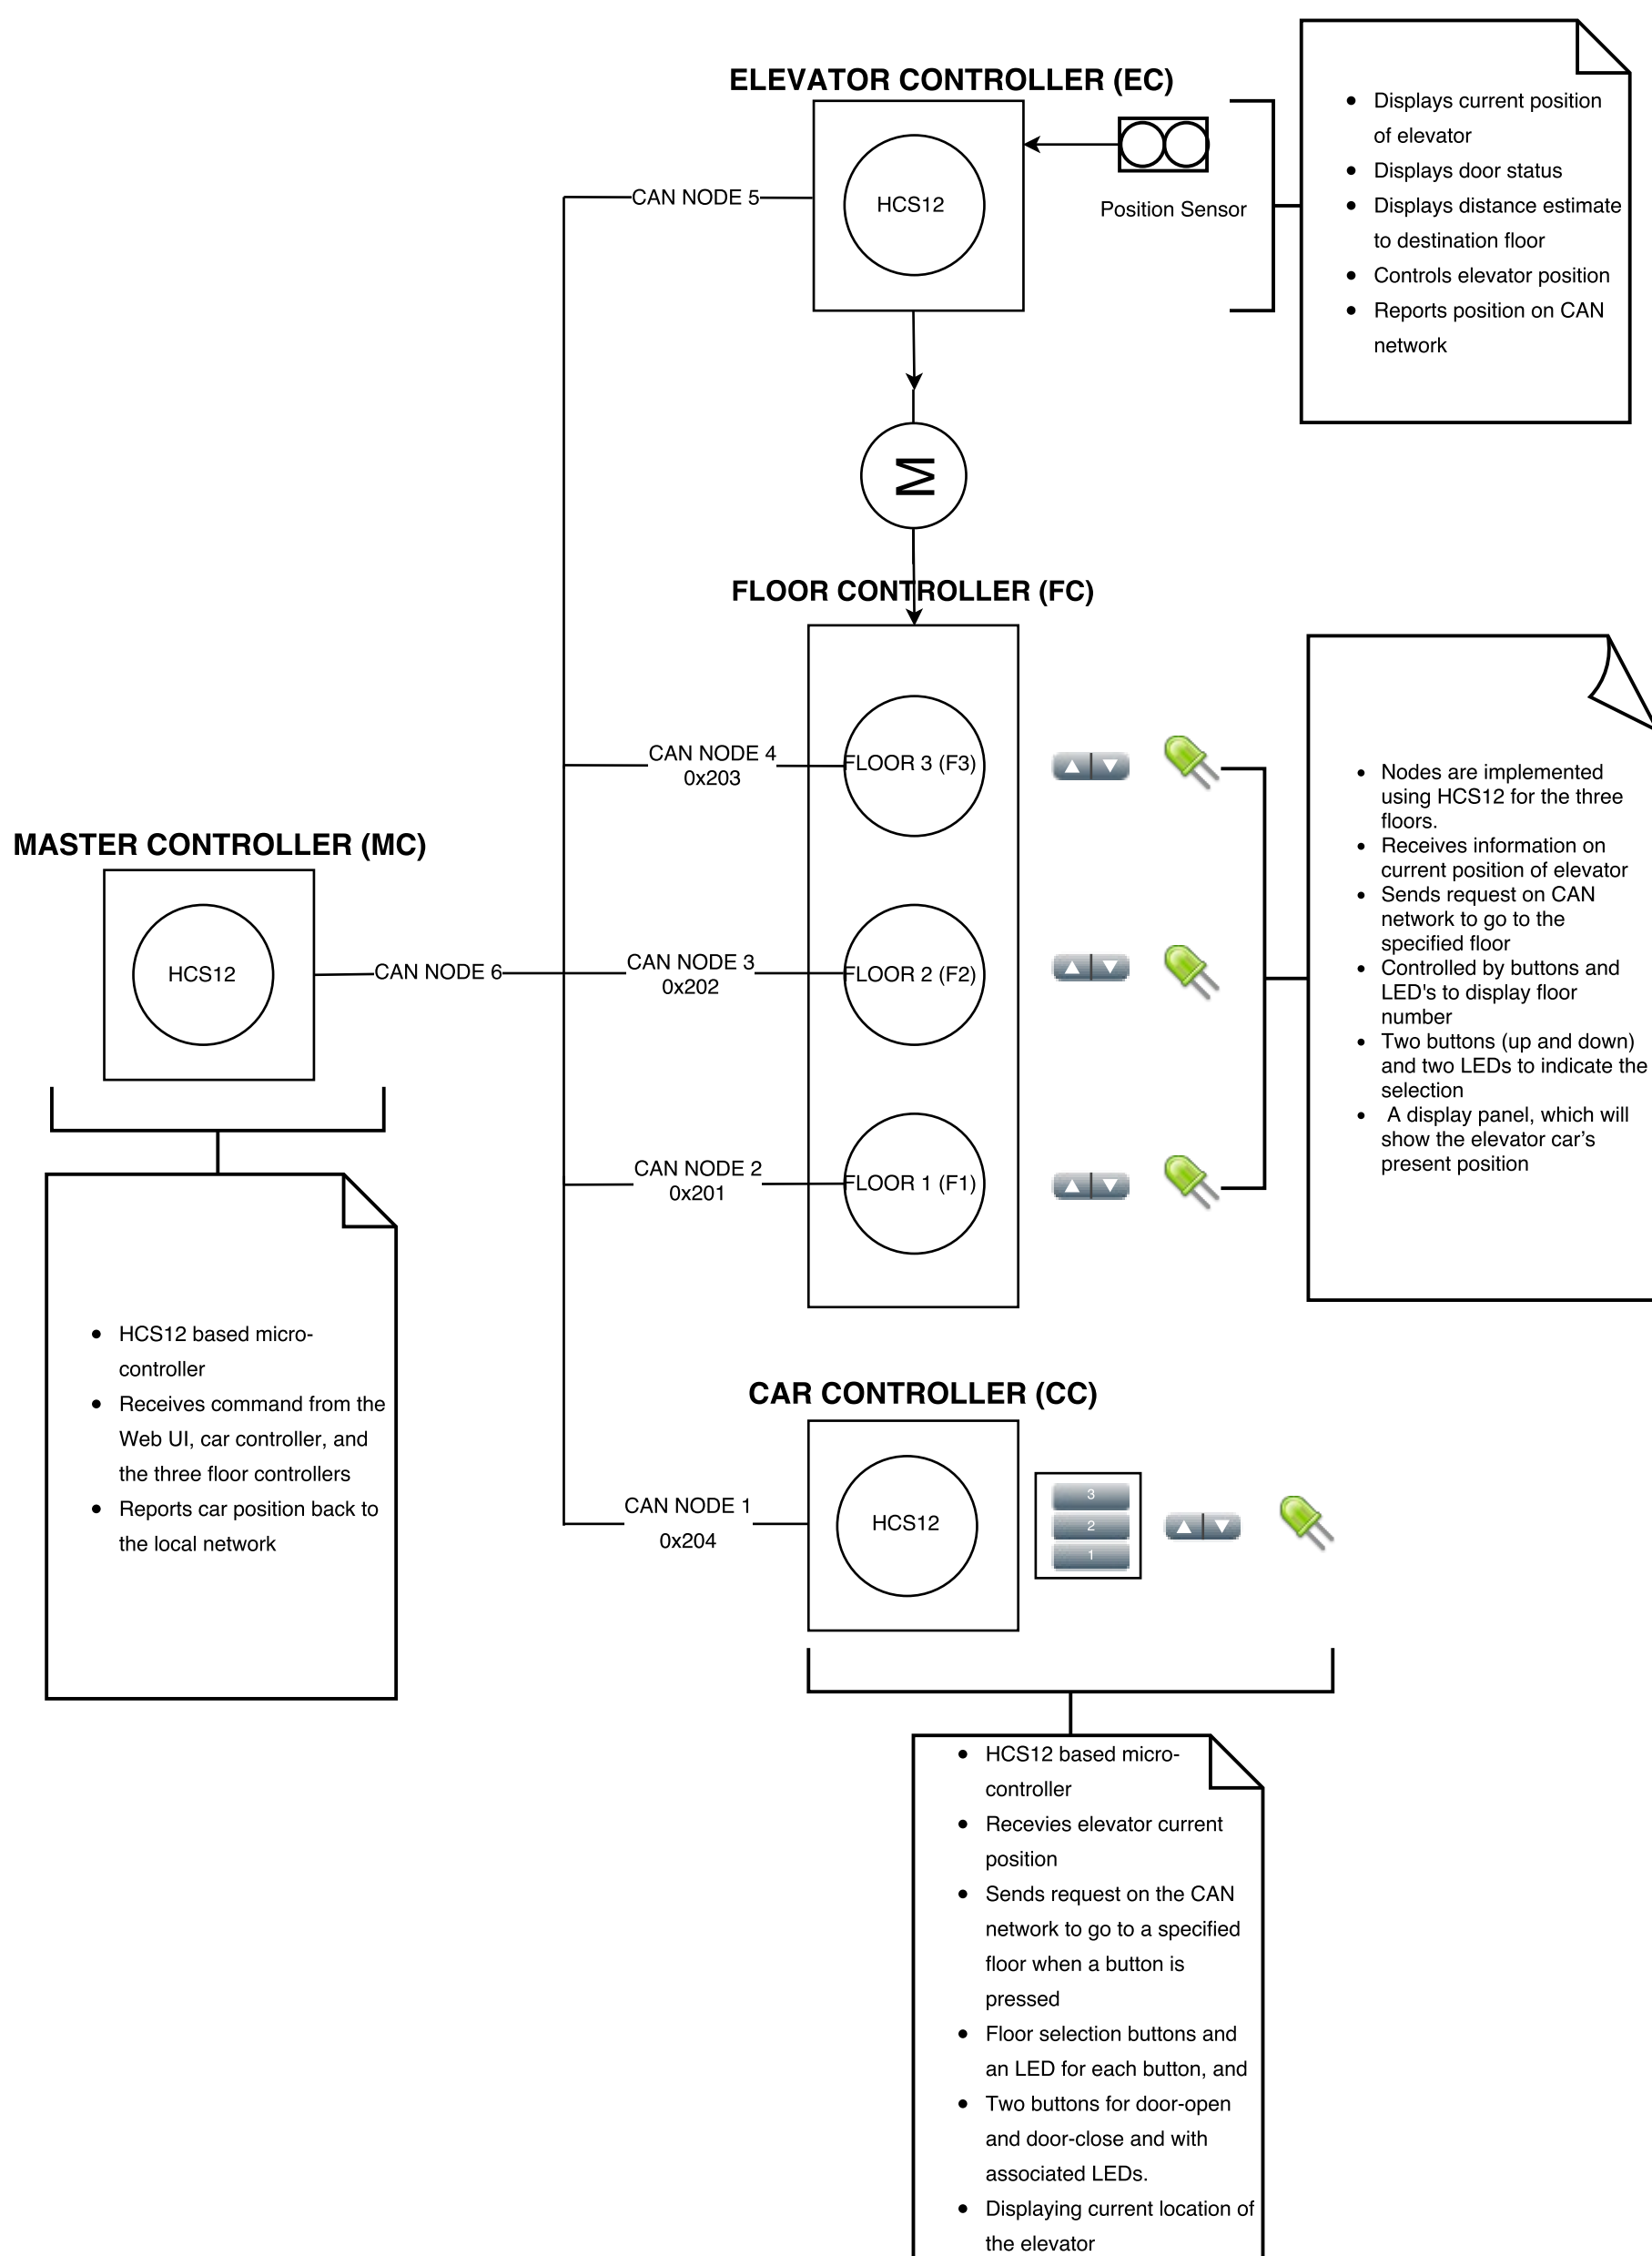 ELEVATOR CONTROLLER (EC)
HCS12
Position Sensor
CAN NODE 5
• Displays current position
of elevator
• Displays door status
• Displays distance estimate
to destination floor
• Controls elevator position
• Reports position on CAN
network
M
FLOOR CONTROLLER (FC)
CAN NODE 4
0x203
FLOOR 3 (F3)
CAN NODE 3
0x202
FLOOR 2 (F2)
CAN NODE 2
0x201
FLOOR 1 (F1)
• Nodes are implemented
using HCS12 for the three
floors.
• Receives information on
current position of elevator
• Sends request on CAN
network to go to the
specified floor
• Controlled by buttons and
LED's to display floor
number
• Two buttons (up and down)
and two LEDs to indicate the
selection
• A display panel, which will
show the elevator car’s
present position
MASTER CONTROLLER (MC)
HCS12
CAN NODE 6
• HCS12 based micro-
controller
• Receives command from the
Web UI, car controller, and
the three floor controllers
• Reports car position back to
the local network
CAR CONTROLLER (CC)
CAN NODE 1
0x204
HCS12
3
2
1
• HCS12 based micro-
controller
• Recevies elevator current
position
• Sends request on the CAN
network to go to a specified
floor when a button is
pressed
• Floor selection buttons and
an LED for each button, and
• Two buttons for door-open
and door-close and with
associated LEDs.
• Displaying current location of
the elevator